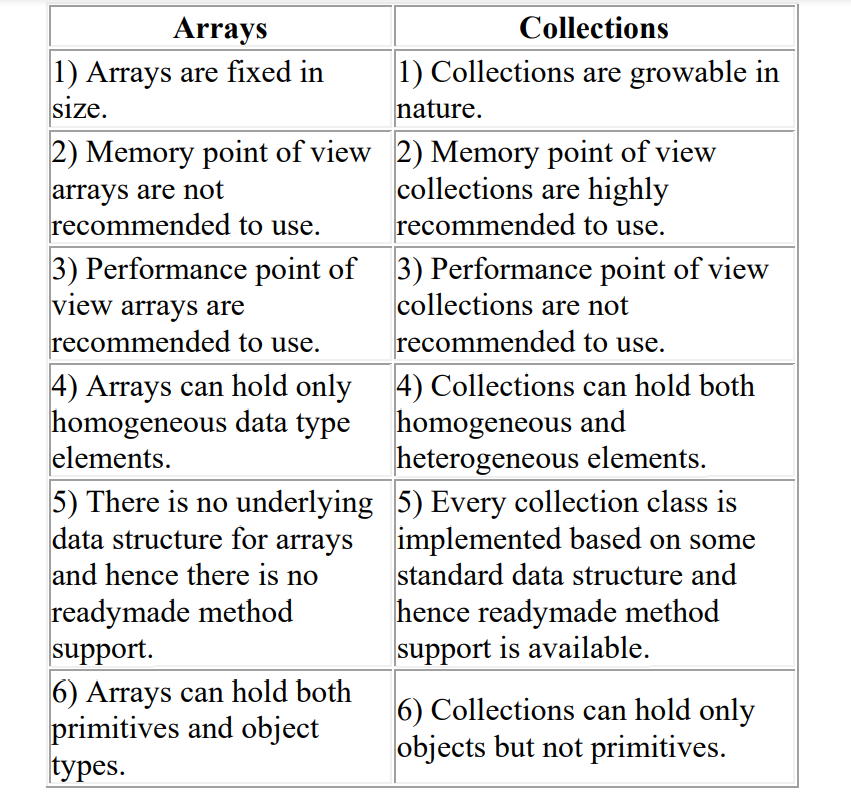 Arrays
Collections
1) Arrays are fixed in
size.
1) Collections are growable in
nature.
2) Memory point of view
arrays are not
recommended to use.
2) Memory point of view
collections are highly
recommended to use.
3) Performance point of
view arrays are
recommended to use.
3) Performance point of view
collections are not
recommended to use.
4) Arrays can hold only
homogeneous data type
elements.
4) Collections can hold both
homogeneous and
heterogeneous elements.
5) There is no underlying
data structure for arrays
and hence there is no
readymade method
support.
5) Every collection class is
implemented based on some
standard data structure and
hence readymade method
support is available.
6) Arrays can hold both
primitives and object
types.
6) Collections can hold only
objects but not primitives.